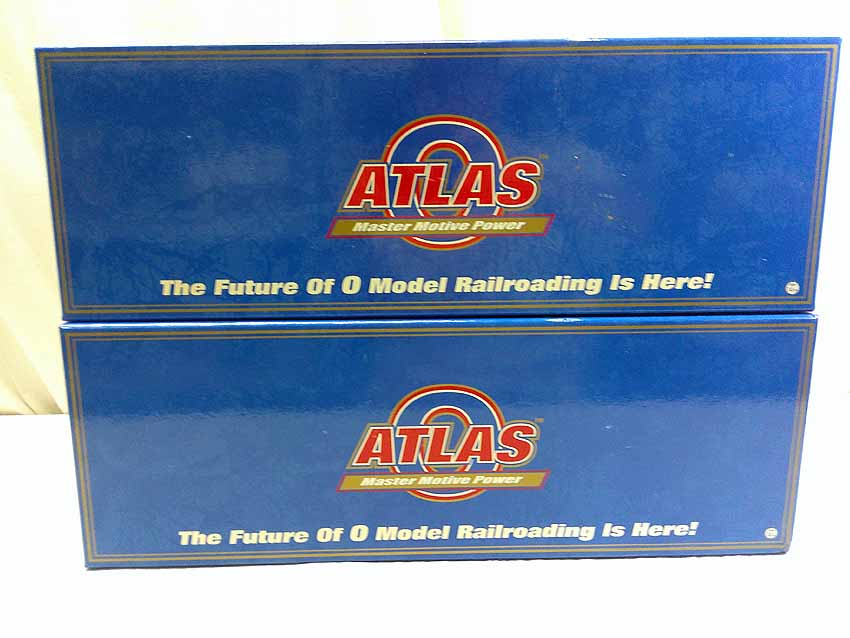 ATLAS
Master Motive Power
The Future Of O Model Railroading Is Here!
ATLAS
Master Motive Power
The Future Of O Model Railroading Is Here!